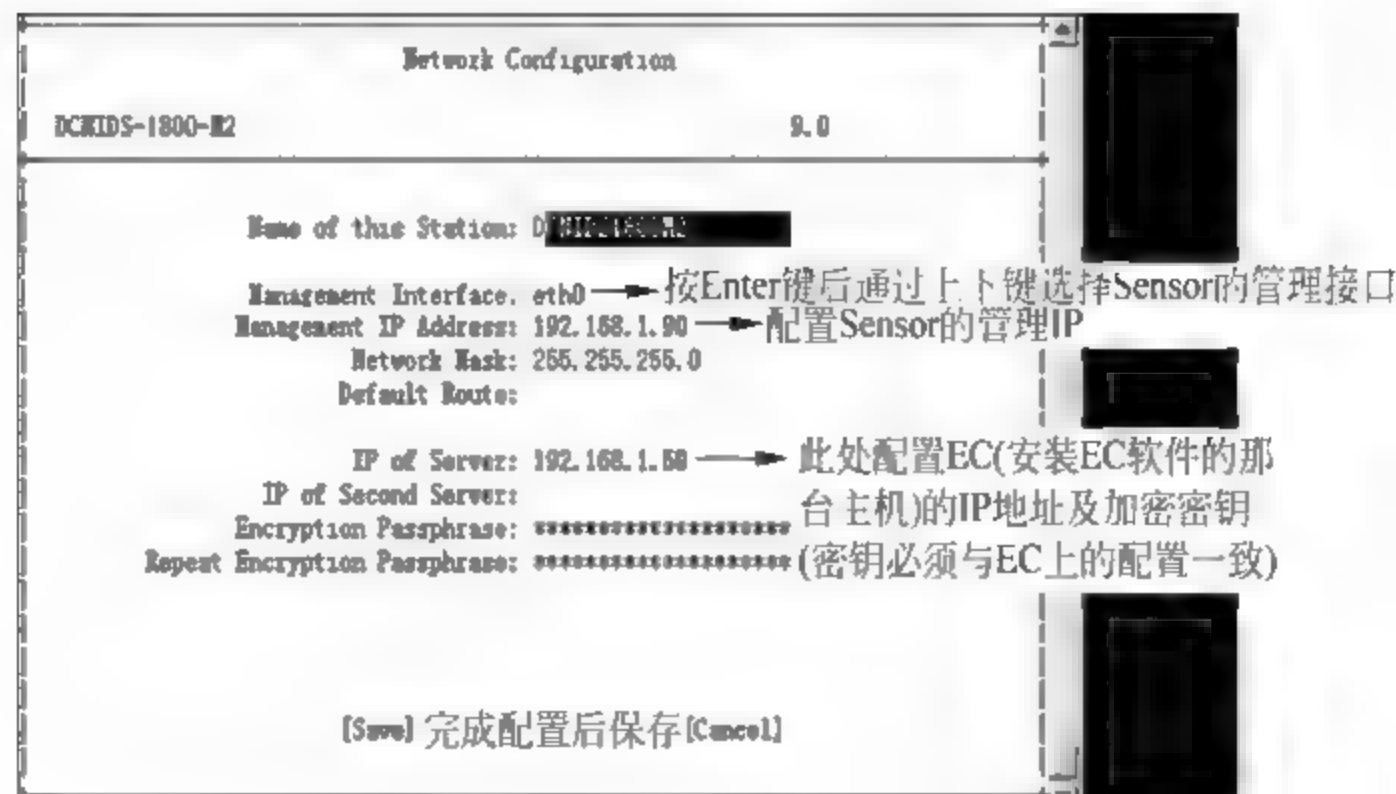 Network Configuration
DCNIDS-1800-M2 9.0
Name of this Station:
Management Interface. eth0 按Enter键后通过上下键选择Sensor的管理接口
Management IP Address: 192.168.1.90 配置Sensor的管理IP
Network Mask: 255.255.255.0
Default Route:
IP of Server: 192.168.1.50 此处配置EC(安装EC软件的那
IP of Second Server: 台主机)的IP地址及加密密钥
Encryption Passphrase: ********************
Repeat Encryption Passphrase: ******************** (密钥必须与EC上的配置一致)
[Save] 完成配置后保存 [Cancel]